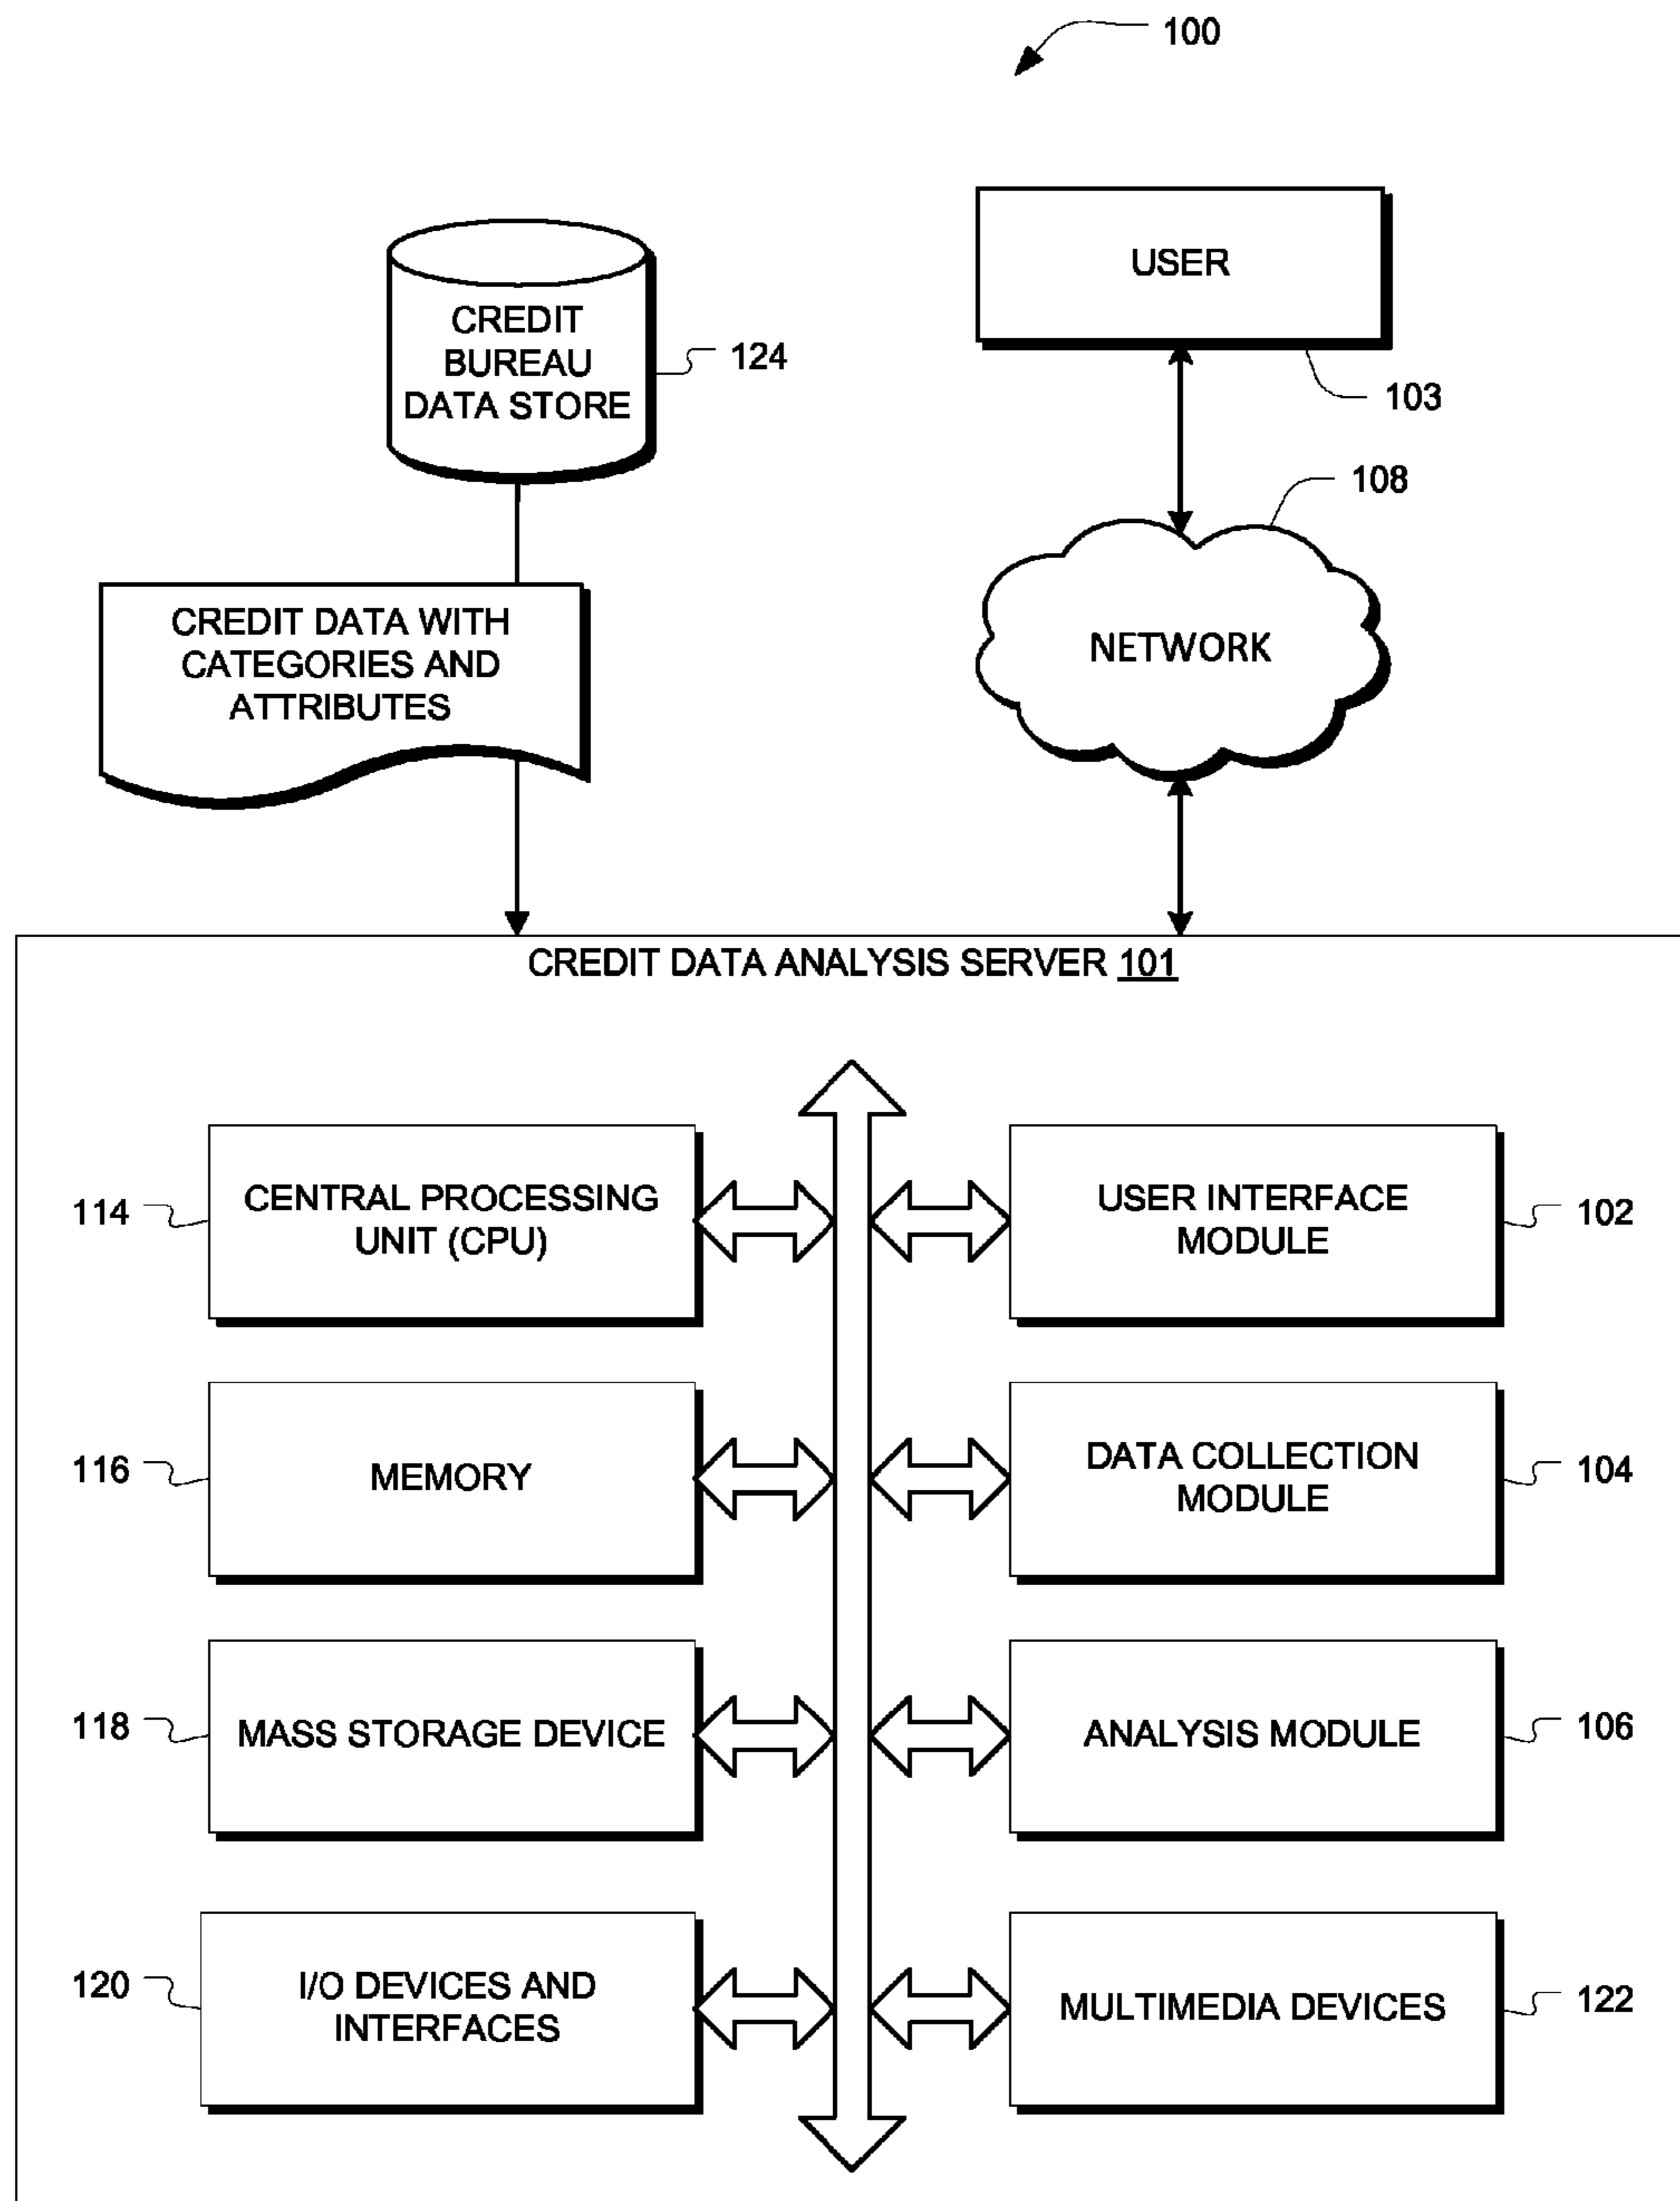 100
CREDIT
BUREAU
DATA STORE
124
USER
103
108
NETWORK
CREDIT DATA WITH
CATEGORIES AND
ATTRIBUTES
CREDIT DATA ANALYSIS SERVER 101
114
CENTRAL PROCESSING
UNIT (CPU)
USER INTERFACE
MODULE
102
116
MEMORY
DATA COLLECTION
MODULE
104
118
MASS STORAGE DEVICE
ANALYSIS MODULE
106
120
I/O DEVICES AND
INTERFACES
MULTIMEDIA DEVICES
122